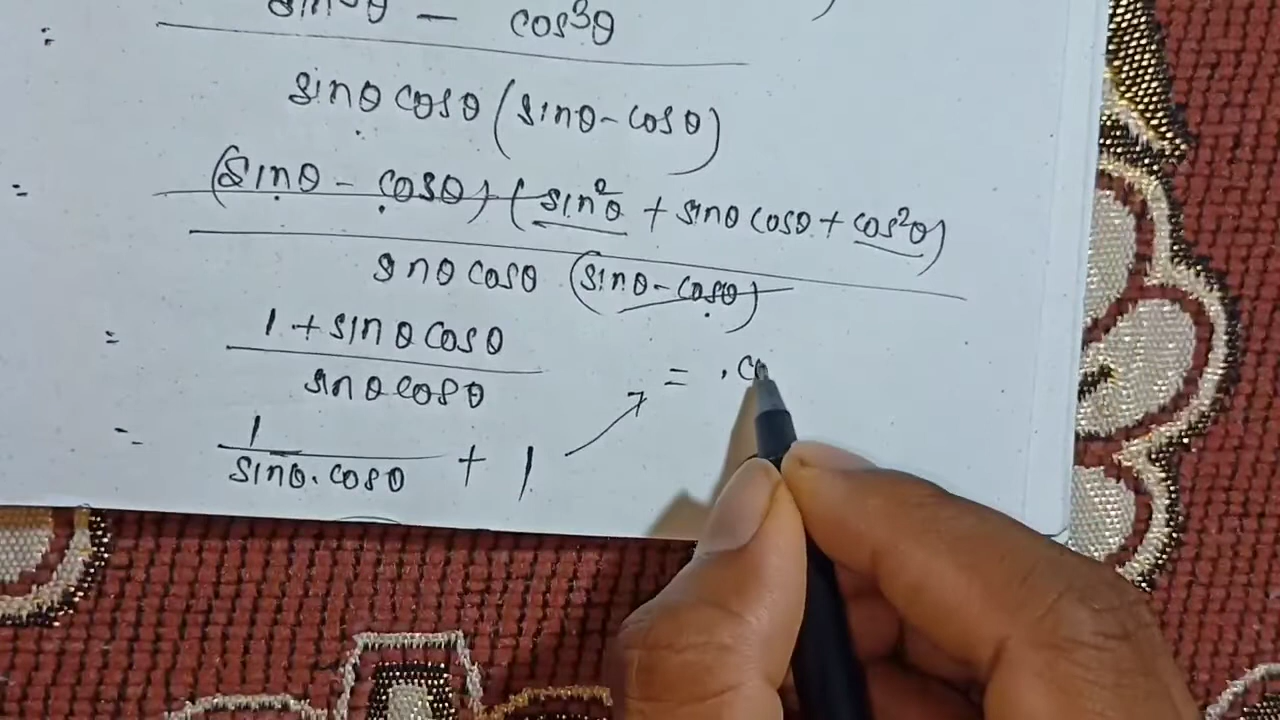 sin³θ − cos³θ
= sinθ cosθ (sinθ − cosθ)
= (sinθ − cosθ) (sin²θ + sinθ cosθ + cos²θ)
sinθ cosθ (sinθ − cosθ)
= 1 + sinθ cosθ
sinθ cosθ
= 1 + 1
sinθ . cosθ
= . co